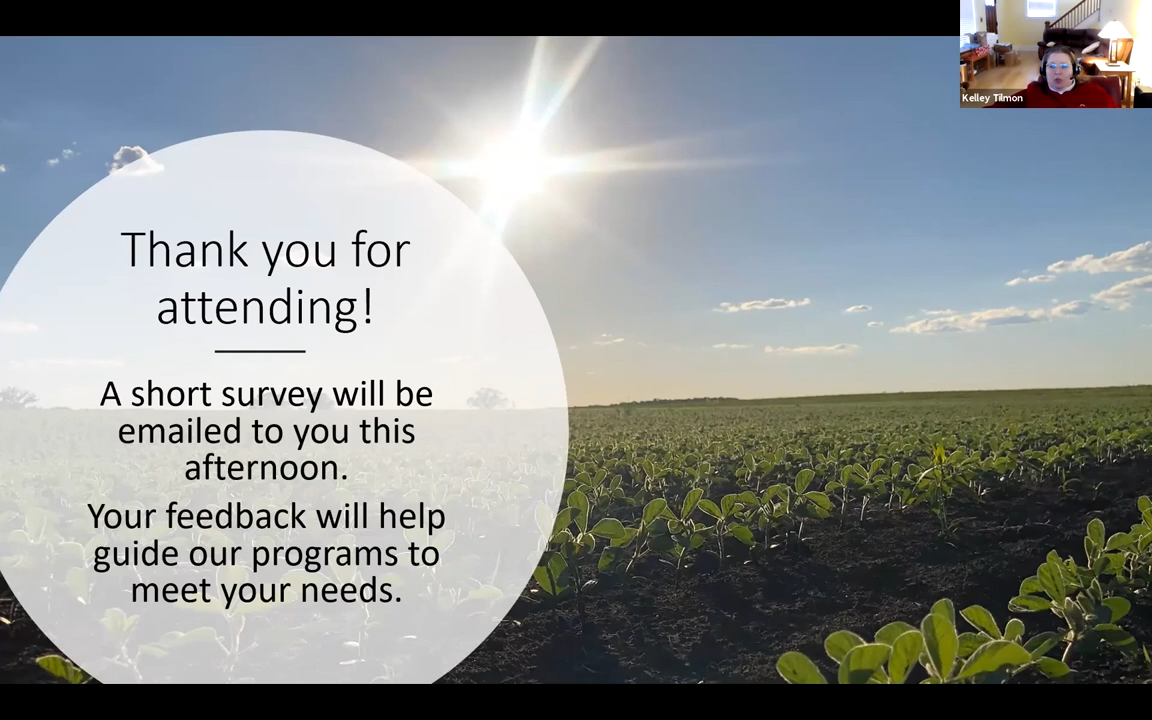 Kelley Tilmon
Thank you for
attending!
A short survey will be
emailed to you this
afternoon.
Your feedback will help
guide our programs to
meet your needs.